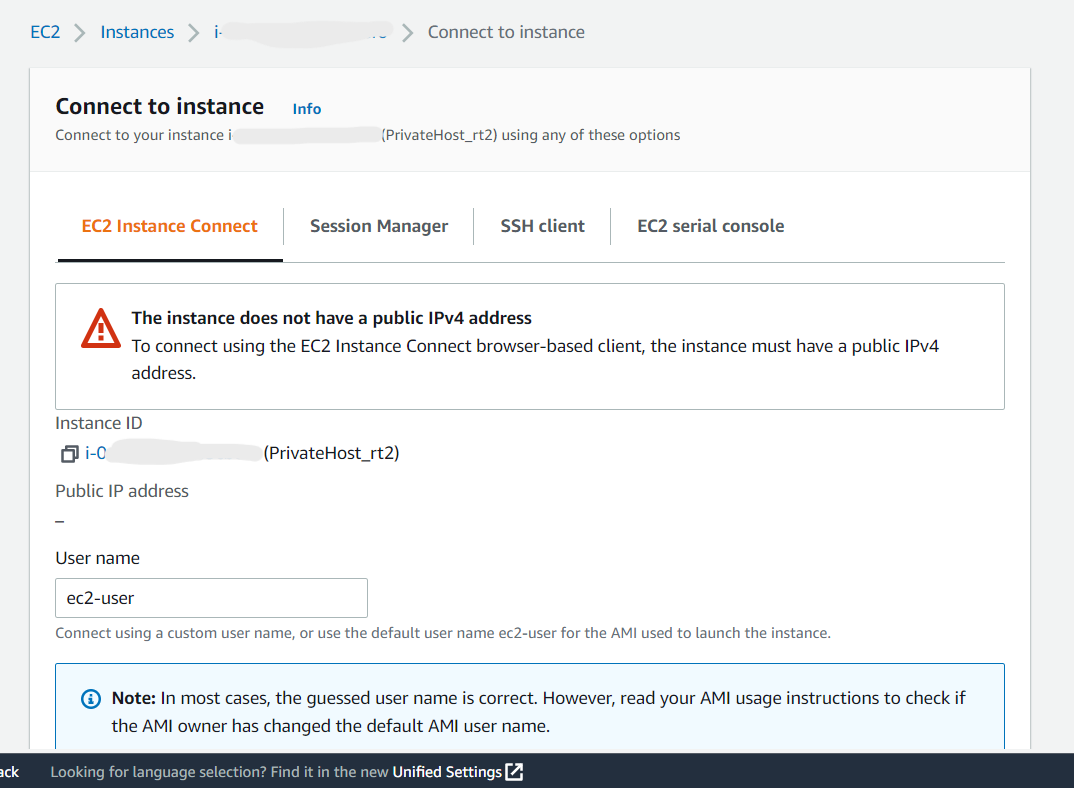 EC2 > Instances > i- > Connect to instance
Connect to instance Info
Connect to your instance i (PrivateHost_rt2) using any of these options
EC2 Instance Connect Session Manager SSH client EC2 serial console
The instance does not have a public IPv4 address
To connect using the EC2 Instance Connect browser-based client, the instance must have a public IPv4
address.
Instance ID
i-0 (PrivateHost_rt2)
Public IP address
–
User name
ec2-user
Connect using a custom user name, or use the default user name ec2-user for the AMI used to launch the instance.
Note: In most cases, the guessed user name is correct. However, read your AMI usage instructions to check if
the AMI owner has changed the default AMI user name.
ack Looking for language selection? Find it in the new Unified Settings